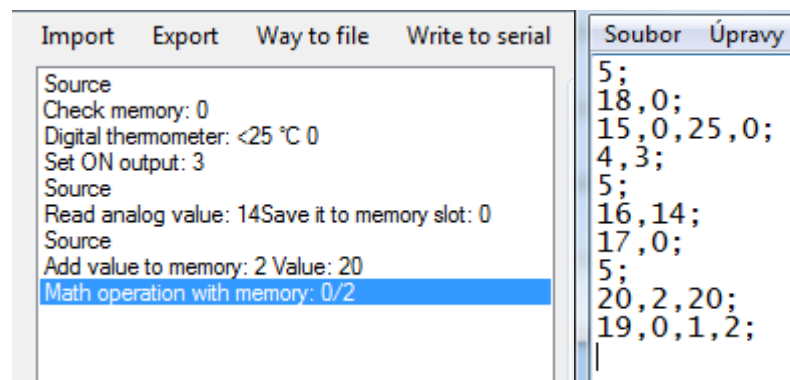 Import Export Way to file Write to serial
Source
Check memory: 0
Digital thermometer: <25 °C 0
Set ON output: 3
Source
Read analog value: 14Save it to memory slot: 0
Source
Add value to memory: 2 Value: 20
Math operation with memory: 0/2
Soubor Úpravy
5;
18,0;
15,0,25,0;
4,3;
5;
16,14;
17,0;
5;
20,2,20;
19,0,1,2;